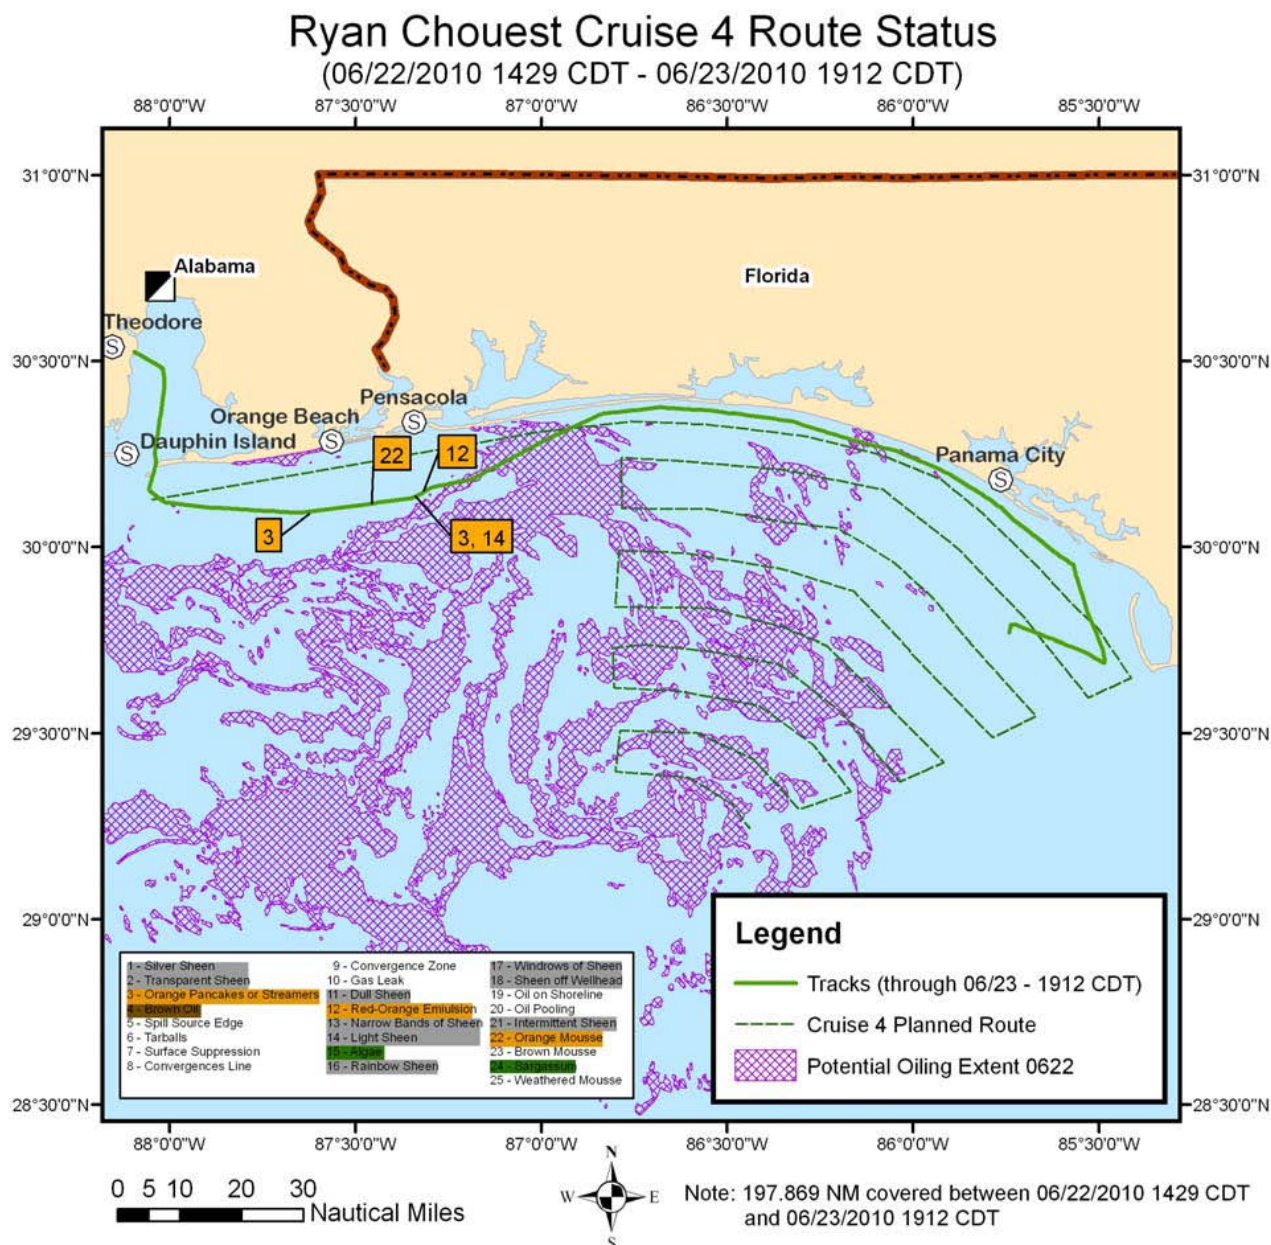 Ryan Chouest Cruise 4 Route Status
(06/22/2010 1429 CDT - 06/23/2010 1912 CDT)
88°0'0"W 87°30'0"W 87°0'0"W 86°30'0"W 86°0'0"W 85°30'0"W
31°0'0"N 31°0'0"N
Alabama
Florida
Theodore
S
30°30'0"N 30°30'0"N
Pensacola
S
Orange Beach
S
Dauphin Island
S
22
12
Panama City
S
3
3, 14
30°0'0"N 30°0'0"N
29°30'0"N 29°30'0"N
29°0'0"N 29°0'0"N
Legend
Tracks (through 06/23 - 1912 CDT)
Cruise 4 Planned Route
Potential Oiling Extent 0622
1 - Silver Sheen
2 - Transparent Sheen
3 - Orange Pancakes or Streamers
4 - Brown Oil
5 - Spill Source Edge
6 - Tarballs
7 - Surface Suppression
8 - Convergences Line
9 - Convergence Zone
10 - Gas Leak
11 - Dull Sheen
12 - Red-Orange Emiulsion
13 - Narrow Bands of Sheen
14 - Light Sheen
15 - Algae
16 - Rainbow Sheen
17 - Windrows of Sheen
18 - Sheen off Wellhead
19 - Oil on Shoreline
20 - Oil Pooling
21 - Intermittent Sheen
22 - Orange Mousse
23 - Brown Mousse
24 - Sargassum
25 - Weathered Mousse
28°30'0"N 28°30'0"N
88°0'0"W 87°30'0"W 87°0'0"W 86°30'0"W 86°0'0"W 85°30'0"W
0 5 10 20 30
Nautical Miles
N
W E
S
Note: 197.869 NM covered between 06/22/2010 1429 CDT
and 06/23/2010 1912 CDT